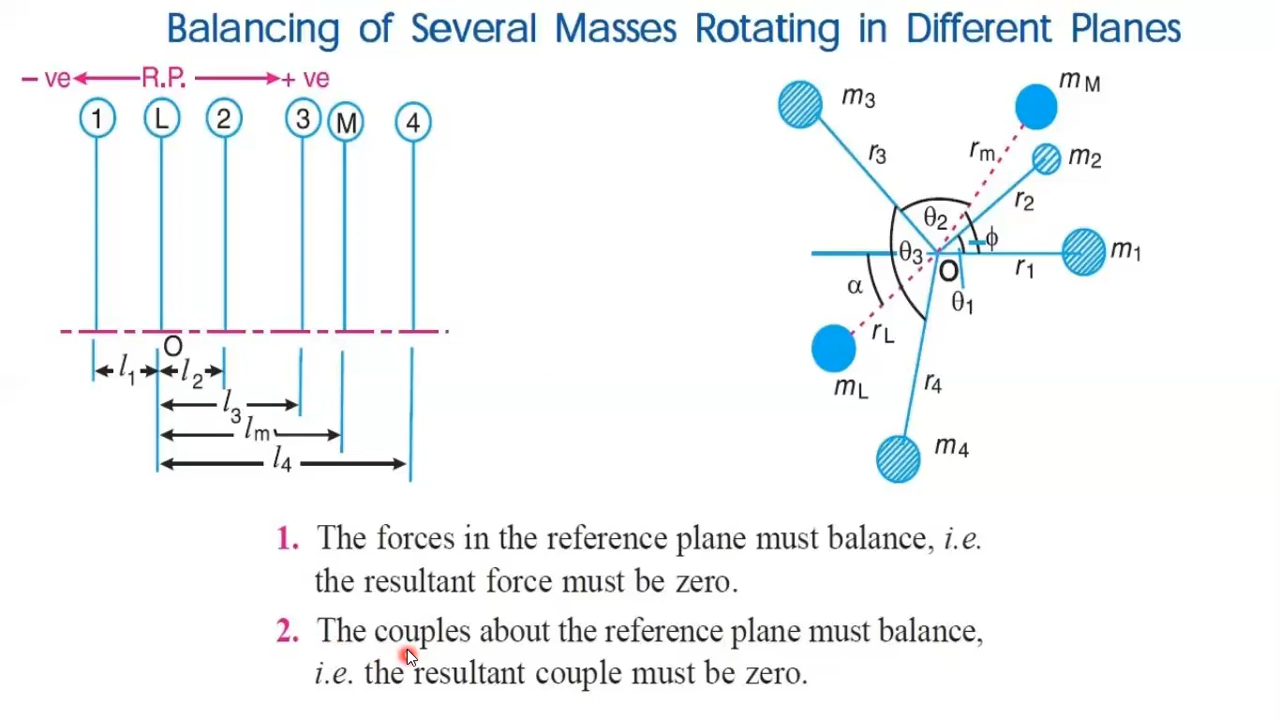 Balancing of Several Masses Rotating in Different Planes
– ve R.P. + ve
1 L 2 3 M 4
O
l1 l2
l3
lm
l4
m3
mM
r3
rm
m2
r2
θ2
ϕ
θ3
m1
O
r1
α
θ1
rL
mL
r4
m4
1. The forces in the reference plane must balance, i.e.
the resultant force must be zero.
2. The couples about the reference plane must balance,
i.e. the resultant couple must be zero.